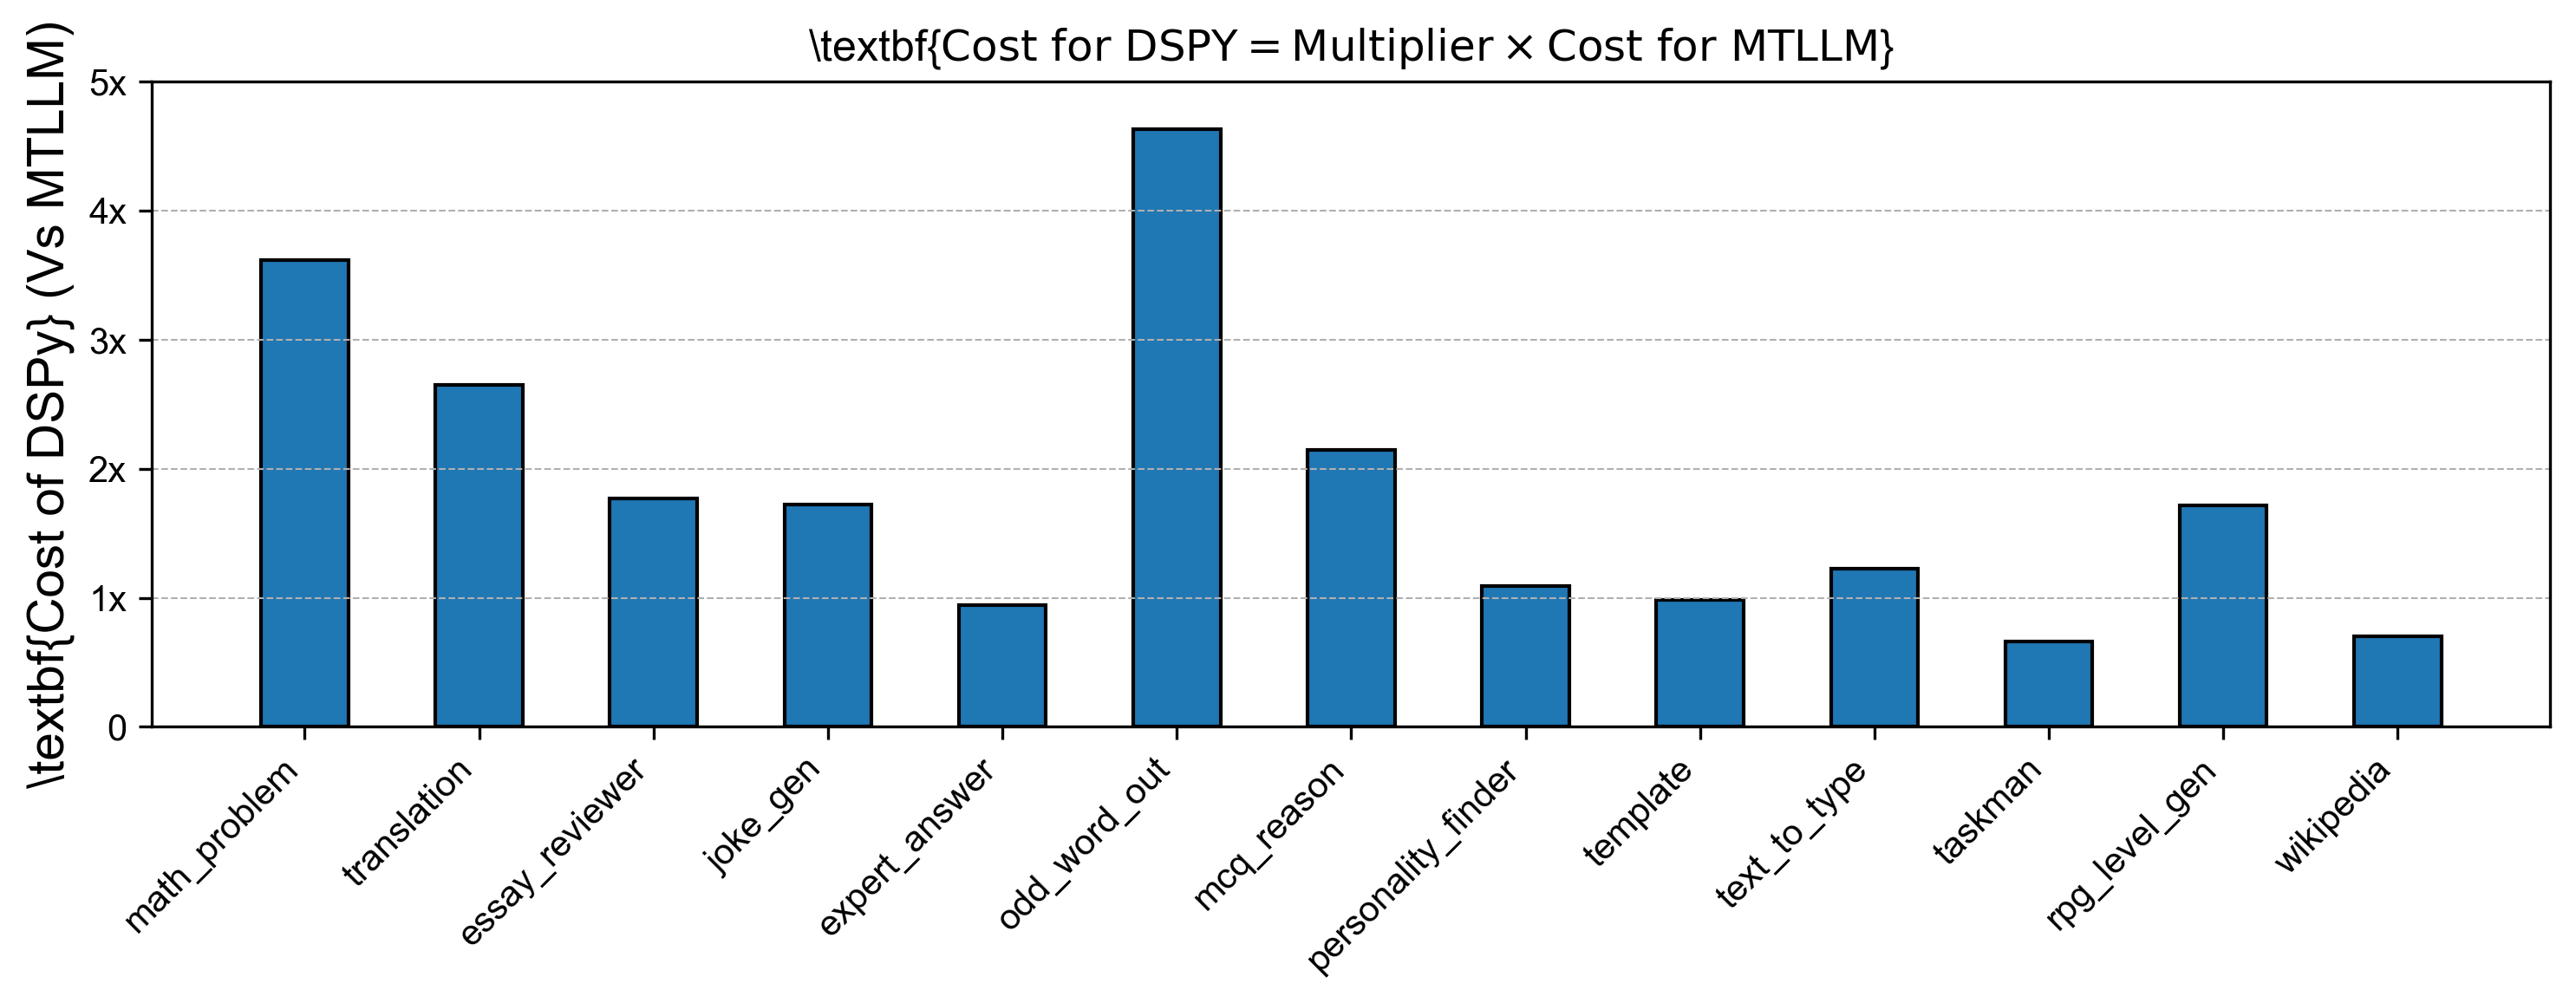 \textbf{Cost for DSPY = Multiplier × Cost for MTLLM}
\textbf{Cost of DSPy} (Vs MTLLM)
5x
4x
3x
2x
1x
0
math_problem
translation
essay_reviewer
joke_gen
expert_answer
odd_word_out
mcq_reason
personality_finder
template
text_to_type
taskman
rpg_level_gen
wikipedia